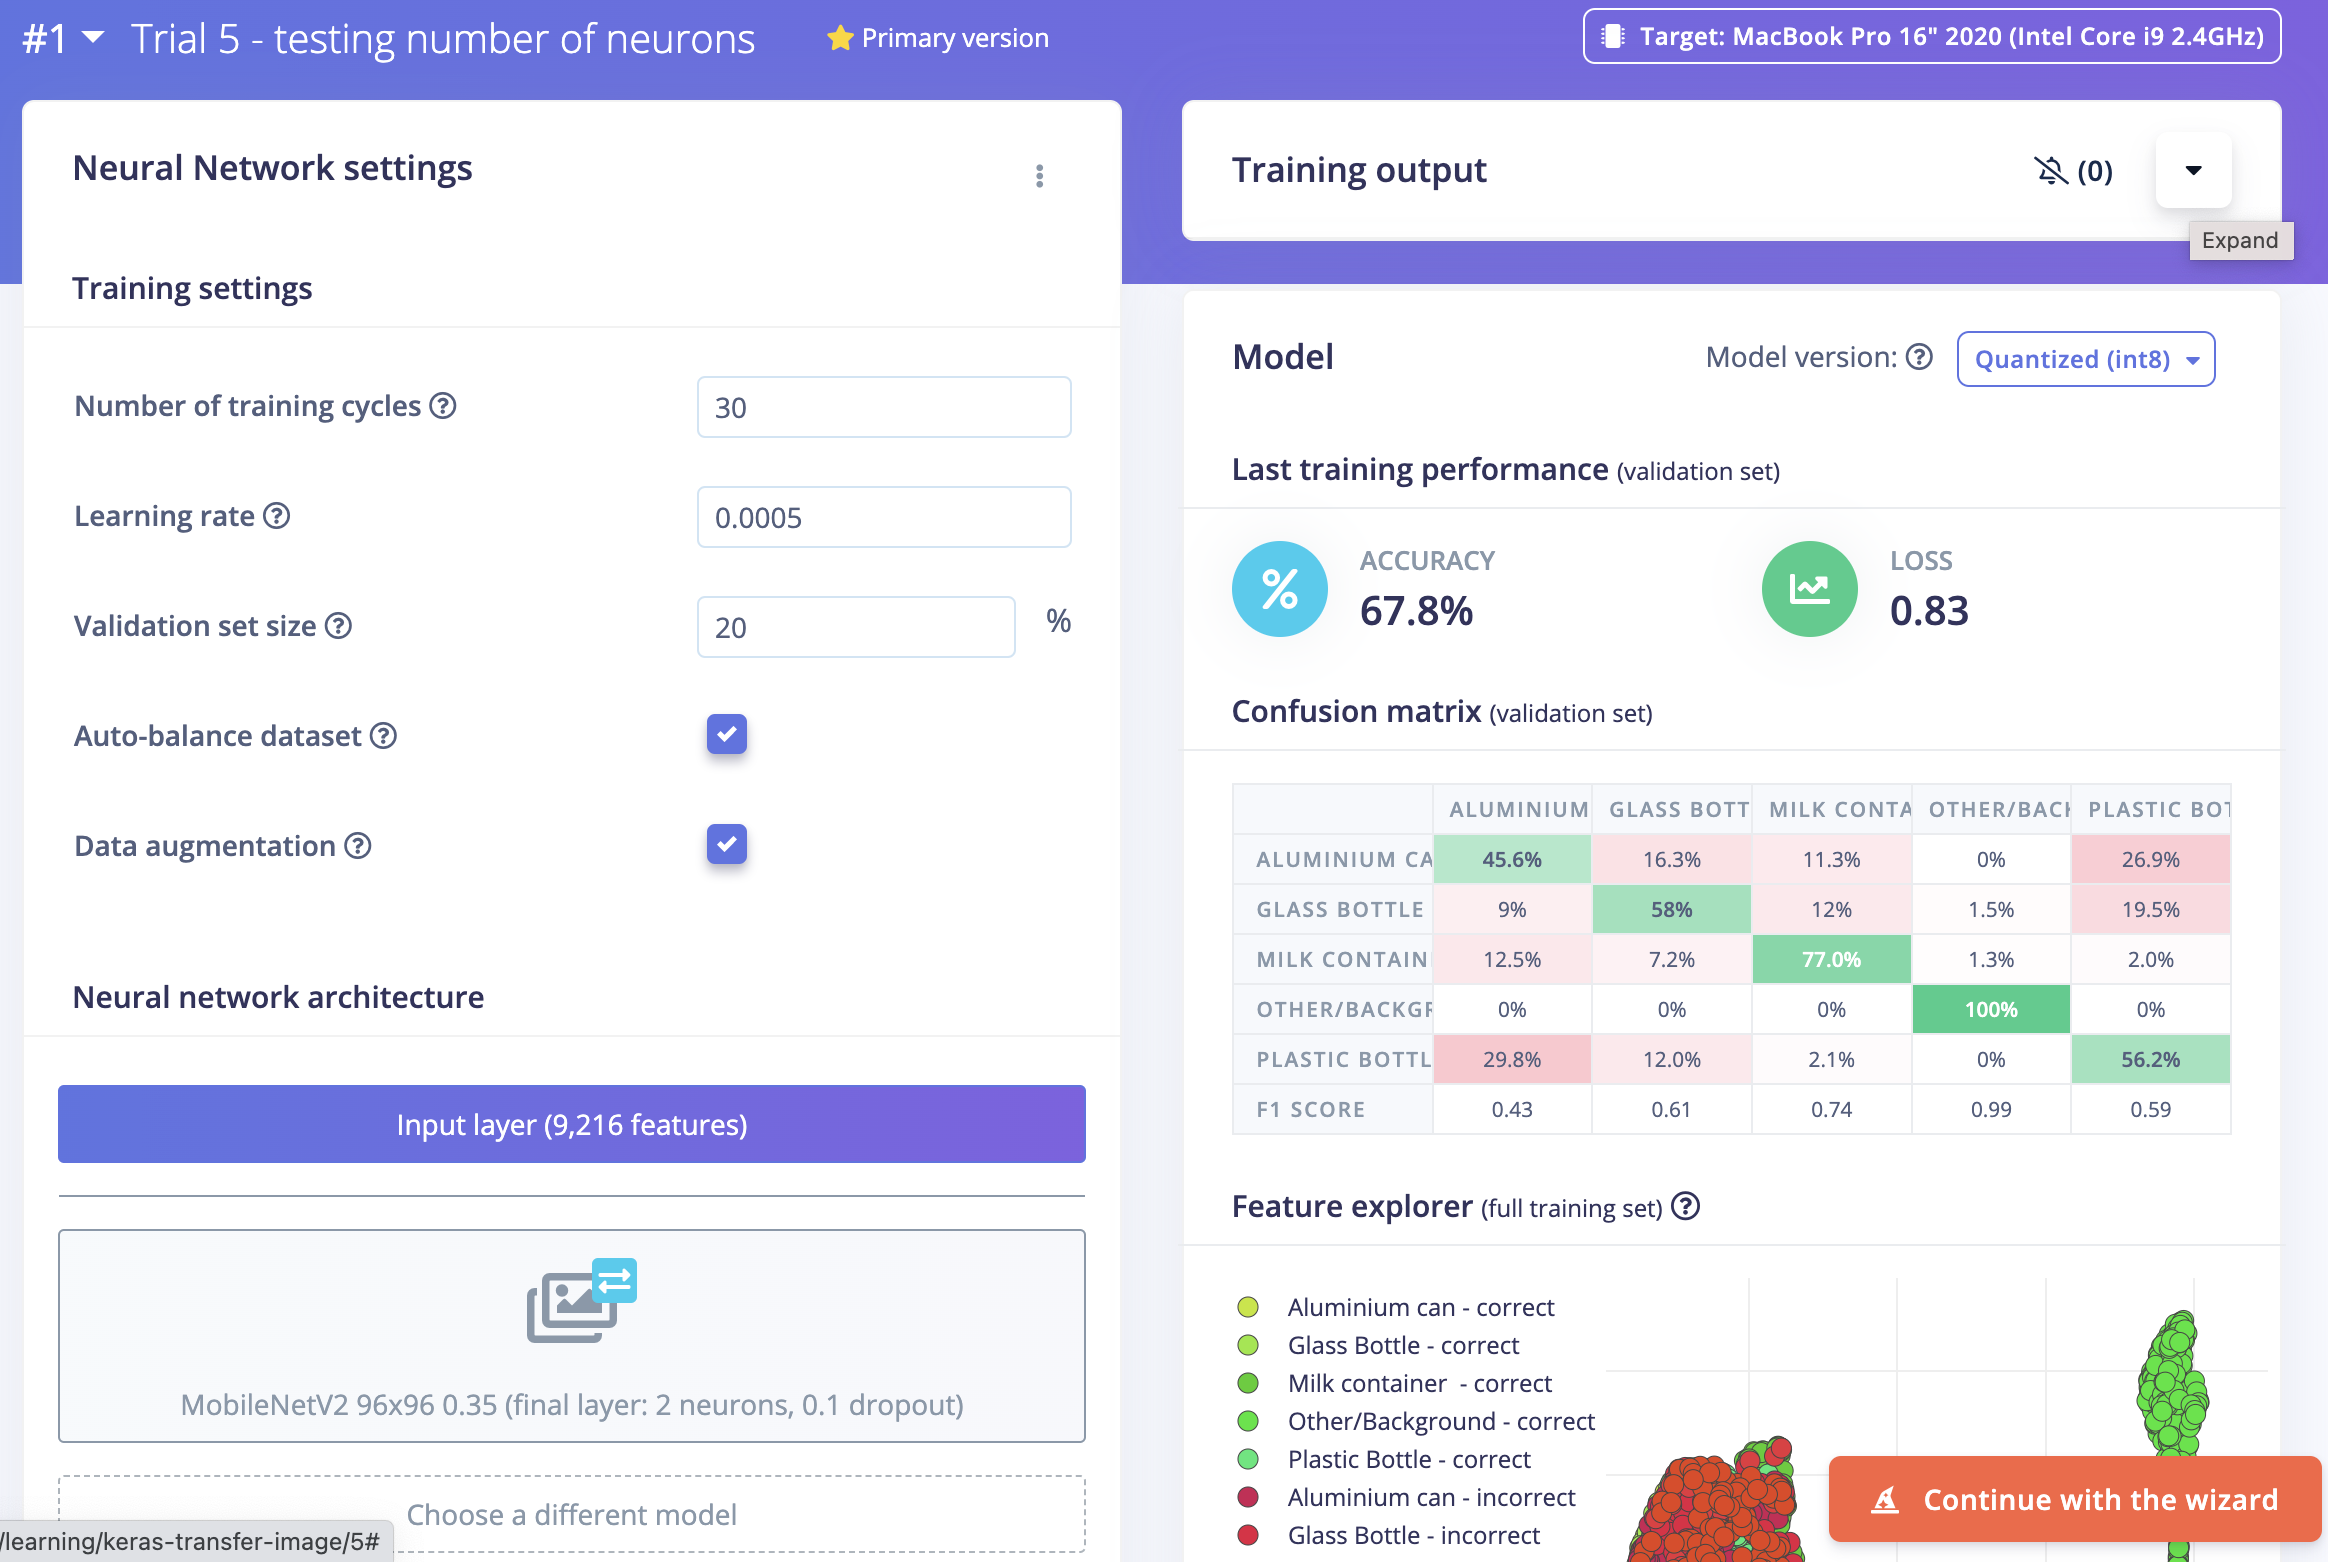 #1 Trial 5 - testing number of neurons Primary version Target: MacBook Pro 16" 2020 (Intel Core i9 2.4GHz)
Neural Network settings
Training settings
Number of training cycles 30
Learning rate 0.0005
Validation set size 20 %
Auto-balance dataset
Data augmentation
Neural network architecture
Input layer (9,216 features)
MobileNetV2 96x96 0.35 (final layer: 2 neurons, 0.1 dropout)
Choose a different model
/learning/keras-transfer-image/5#
Training output (0)
Expand
Model Model version: Quantized (int8)
Last training performance (validation set)
% ACCURACY LOSS
67.8% 0.83
Confusion matrix (validation set)
ALUMINIUM GLASS BOTT MILK CONTA OTHER/BACK PLASTIC BOT
ALUMINIUM CA 45.6% 16.3% 11.3% 0% 26.9%
GLASS BOTTLE 9% 58% 12% 1.5% 19.5%
MILK CONTAIN 12.5% 7.2% 77.0% 1.3% 2.0%
OTHER/BACKGR 0% 0% 0% 100% 0%
PLASTIC BOTTL 29.8% 12.0% 2.1% 0% 56.2%
F1 SCORE 0.43 0.61 0.74 0.99 0.59
Feature explorer (full training set)
Aluminium can - correct
Glass Bottle - correct
Milk container - correct
Other/Background - correct
Plastic Bottle - correct
Aluminium can - incorrect
Glass Bottle - incorrect
Continue with the wizard